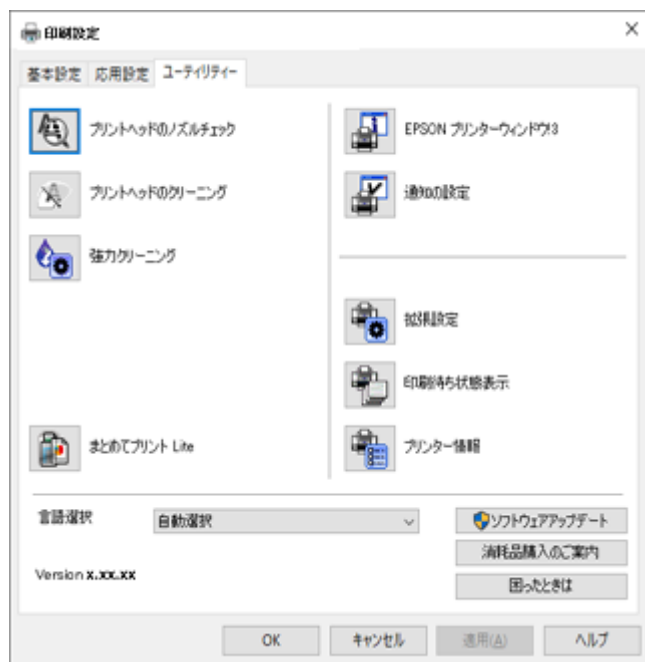 印刷設定
基本設定 応用設定 ユーティリティー
プリントヘッドのノズルチェック
プリントヘッドのクリーニング
強力クリーニング
まとめてプリント Lite
EPSON プリンターウィンドウ!3
通知の設定
拡張設定
印刷待ち状態表示
プリンター情報
言語選択
自動選択
Version x.xx.xx
ソフトウェアアップデート
消耗品購入のご案内
困ったときは
OK キャンセル 適用(A) ヘルプ